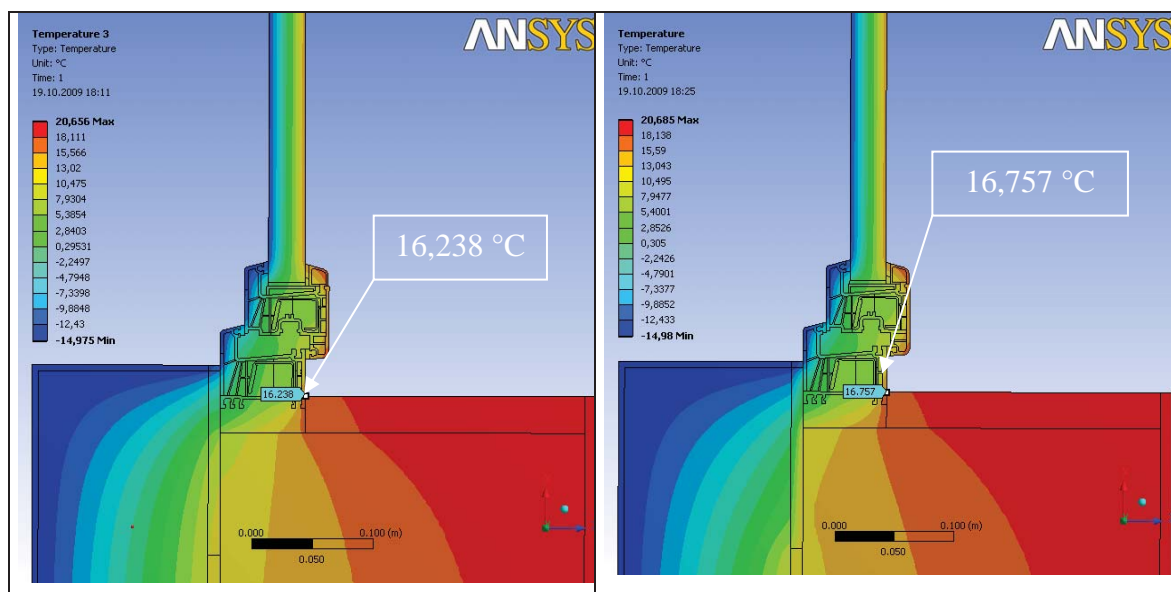 Temperature 3
Type: Temperature
Unit: °C
Time: 1
19.10.2009 18:11
20,656 Max
18,111
15,566
13,02
10,475
7,9304
5,3854
2,8403
0,29531
-2,2497
-4,7948
-7,3398
-9,8848
-12,43
-14,975 Min
ANSYS
16,238 °C
16.238
0.000
0.100 (m)
0.050
Temperature
Type: Temperature
Unit: °C
Time: 1
19.10.2009 18:25
20,685 Max
18,138
15,59
13,043
10,495
7,9477
5,4001
2,8526
0,305
-2,2426
-4,7901
-7,3377
-9,8852
-12,433
-14,98 Min
ANSYS
16,757 °C
16.757
0.000
0.100 (m)
0.050